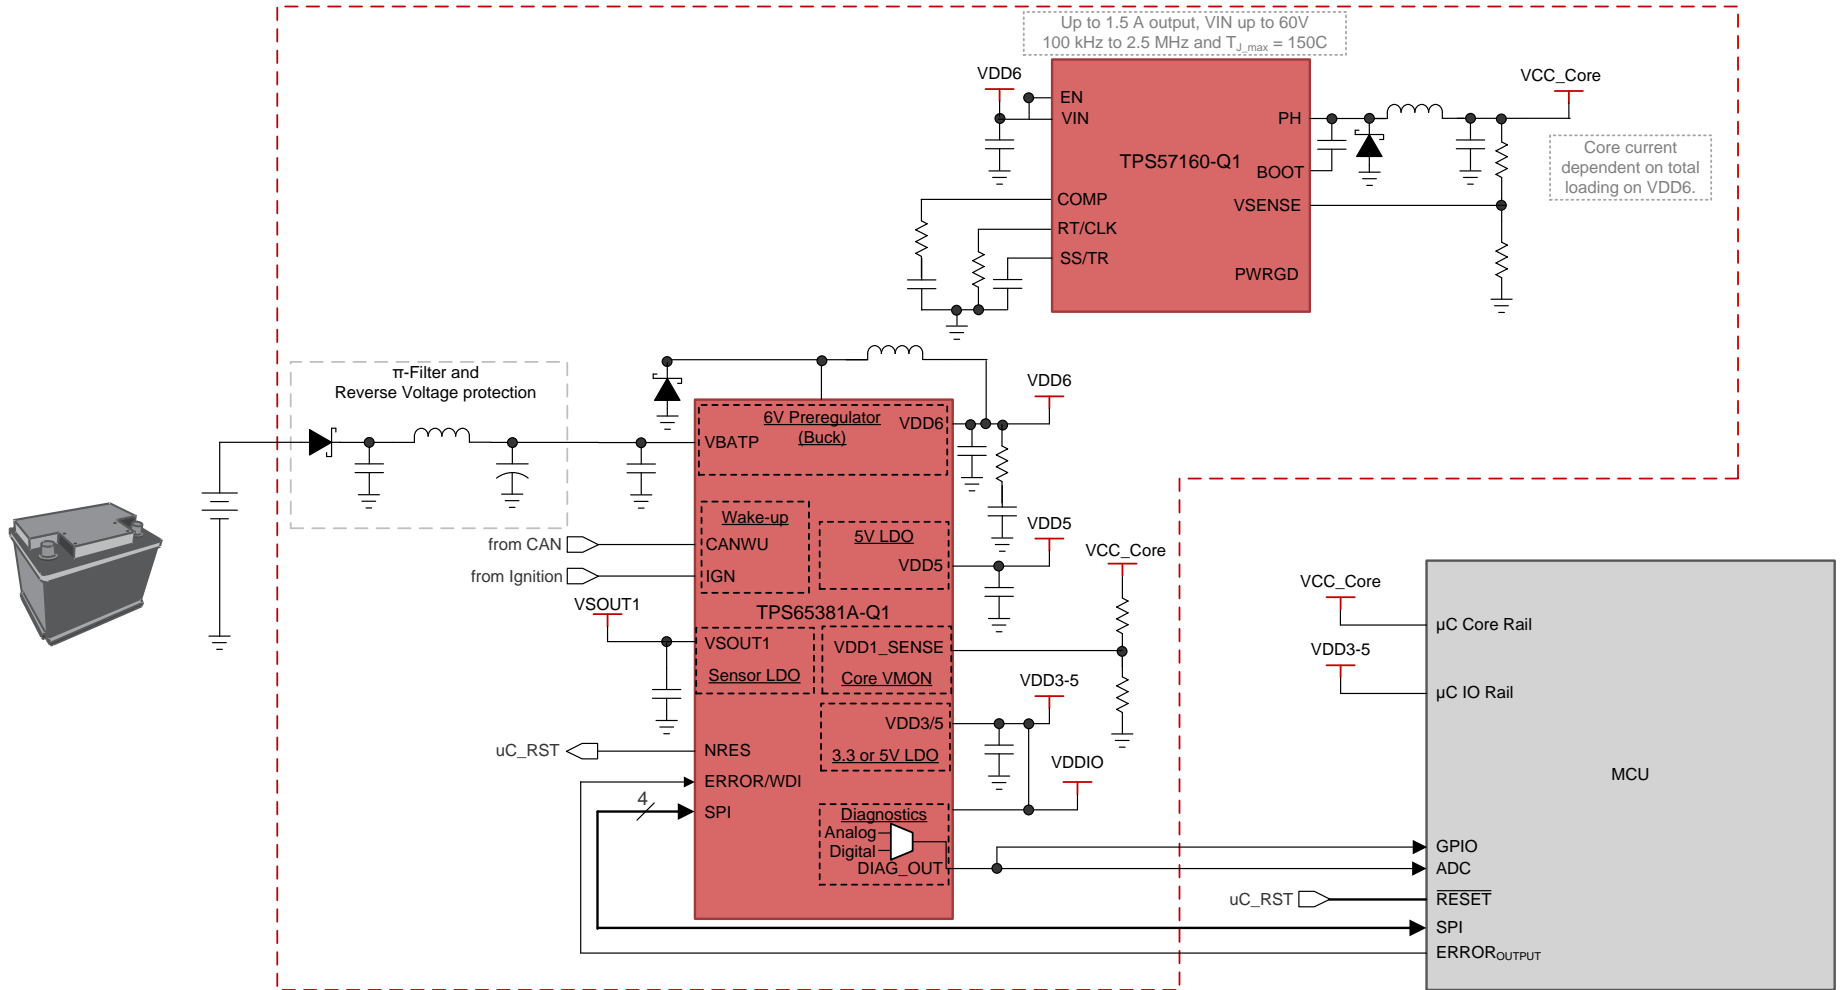 Up to 1.5 A output, VIN up to 60V
100 kHz to 2.5 MHz and TJ_max = 150C
VDD6
EN
VIN
COMP
RT/CLK
SS/TR
TPS57160-Q1
PH
BOOT
VSENSE
PWRGD
VCC_Core
Core current
dependent on total
loading on VDD6.
π-Filter and
Reverse Voltage protection
6V Preregulator
(Buck)
VBATP
VDD6
VDD6
Wake-up
CANWU
IGN
from CAN
from Ignition
5V LDO
VDD5
VDD5
TPS65381A-Q1
VSOUT1
VSOUT1
Sensor LDO
VDD1_SENSE
Core VMON
VCC_Core
VDD3-5
VDD3/5
3.3 or 5V LDO
VDDIO
uC_RST
NRES
ERROR/WDI
4
SPI
Diagnostics
Analog
Digital
DIAG_OUT
VCC_Core
µC Core Rail
VDD3-5
µC IO Rail
MCU
GPIO
ADC
uC_RST
RESET
SPI
ERROROUTPUT